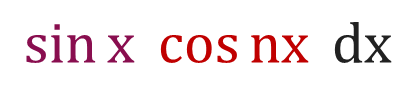 sin x cos nx dx